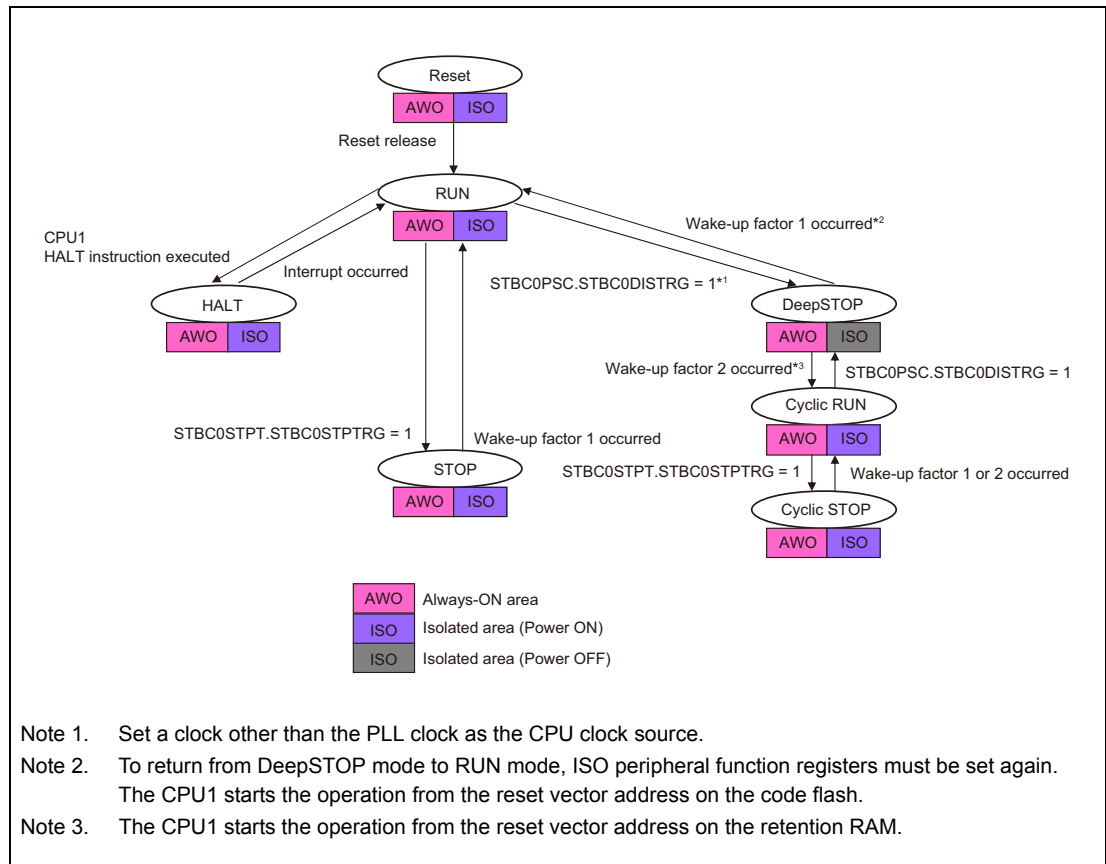 Reset
AWO ISO
Reset release
RUN
AWO ISO
Wake-up factor 1 occurred*2
CPU1
HALT instruction executed
Interrupt occurred
STBC0PSC.STBC0DISTRG = 1*1
HALT
AWO ISO
DeepSTOP
AWO ISO
Wake-up factor 2 occurred*3
STBC0PSC.STBC0DISTRG = 1
Cyclic RUN
AWO ISO
STBC0STPT.STBC0STPTRG = 1
Wake-up factor 1 occurred
STOP
AWO ISO
STBC0STPT.STBC0STPTRG = 1
Wake-up factor 1 or 2 occurred
Cyclic STOP
AWO ISO
AWO Always-ON area
ISO Isolated area (Power ON)
ISO Isolated area (Power OFF)
Note 1. Set a clock other than the PLL clock as the CPU clock source.
Note 2. To return from DeepSTOP mode to RUN mode, ISO peripheral function registers must be set again.
The CPU1 starts the operation from the reset vector address on the code flash.
Note 3. The CPU1 starts the operation from the reset vector address on the retention RAM.